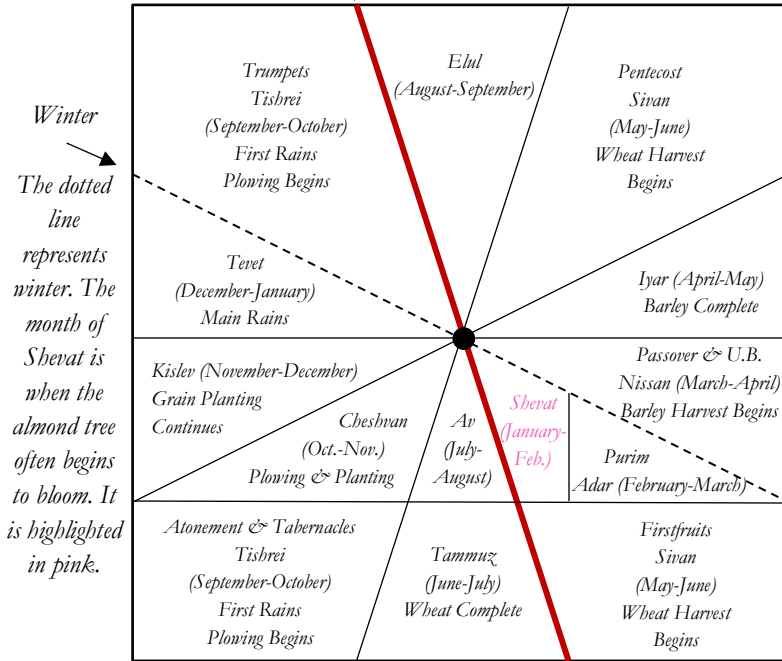 Winter
The dotted
line
represents
winter. The
month of
Shevat is
when the
almond tree
often begins
to bloom. It
is highlighted
in pink.
Trumpets
Tishrei
(September-October)
First Rains
Plowing Begins
Elul
(August-September)
Pentecost
Sivan
(May-June)
Wheat Harvest
Begins
Tevet
(December-January)
Main Rains
Iyar (April-May)
Barley Complete
Kislev (November-December)
Grain Planting
Continues
Cheshvan
(Oct.-Nov.)
Plowing & Planting
Av
(July-
August)
Shevat
(January-
Feb.)
Passover & U.B.
Nissan (March-April)
Barley Harvest Begins
Purim
Adar (February-March)
Atonement & Tabernacles
Tishrei
(September-October)
First Rains
Plowing Begins
Tammuz
(June-July)
Wheat Complete
Firstfruits
Sivan
(May-June)
Wheat Harvest
Begins